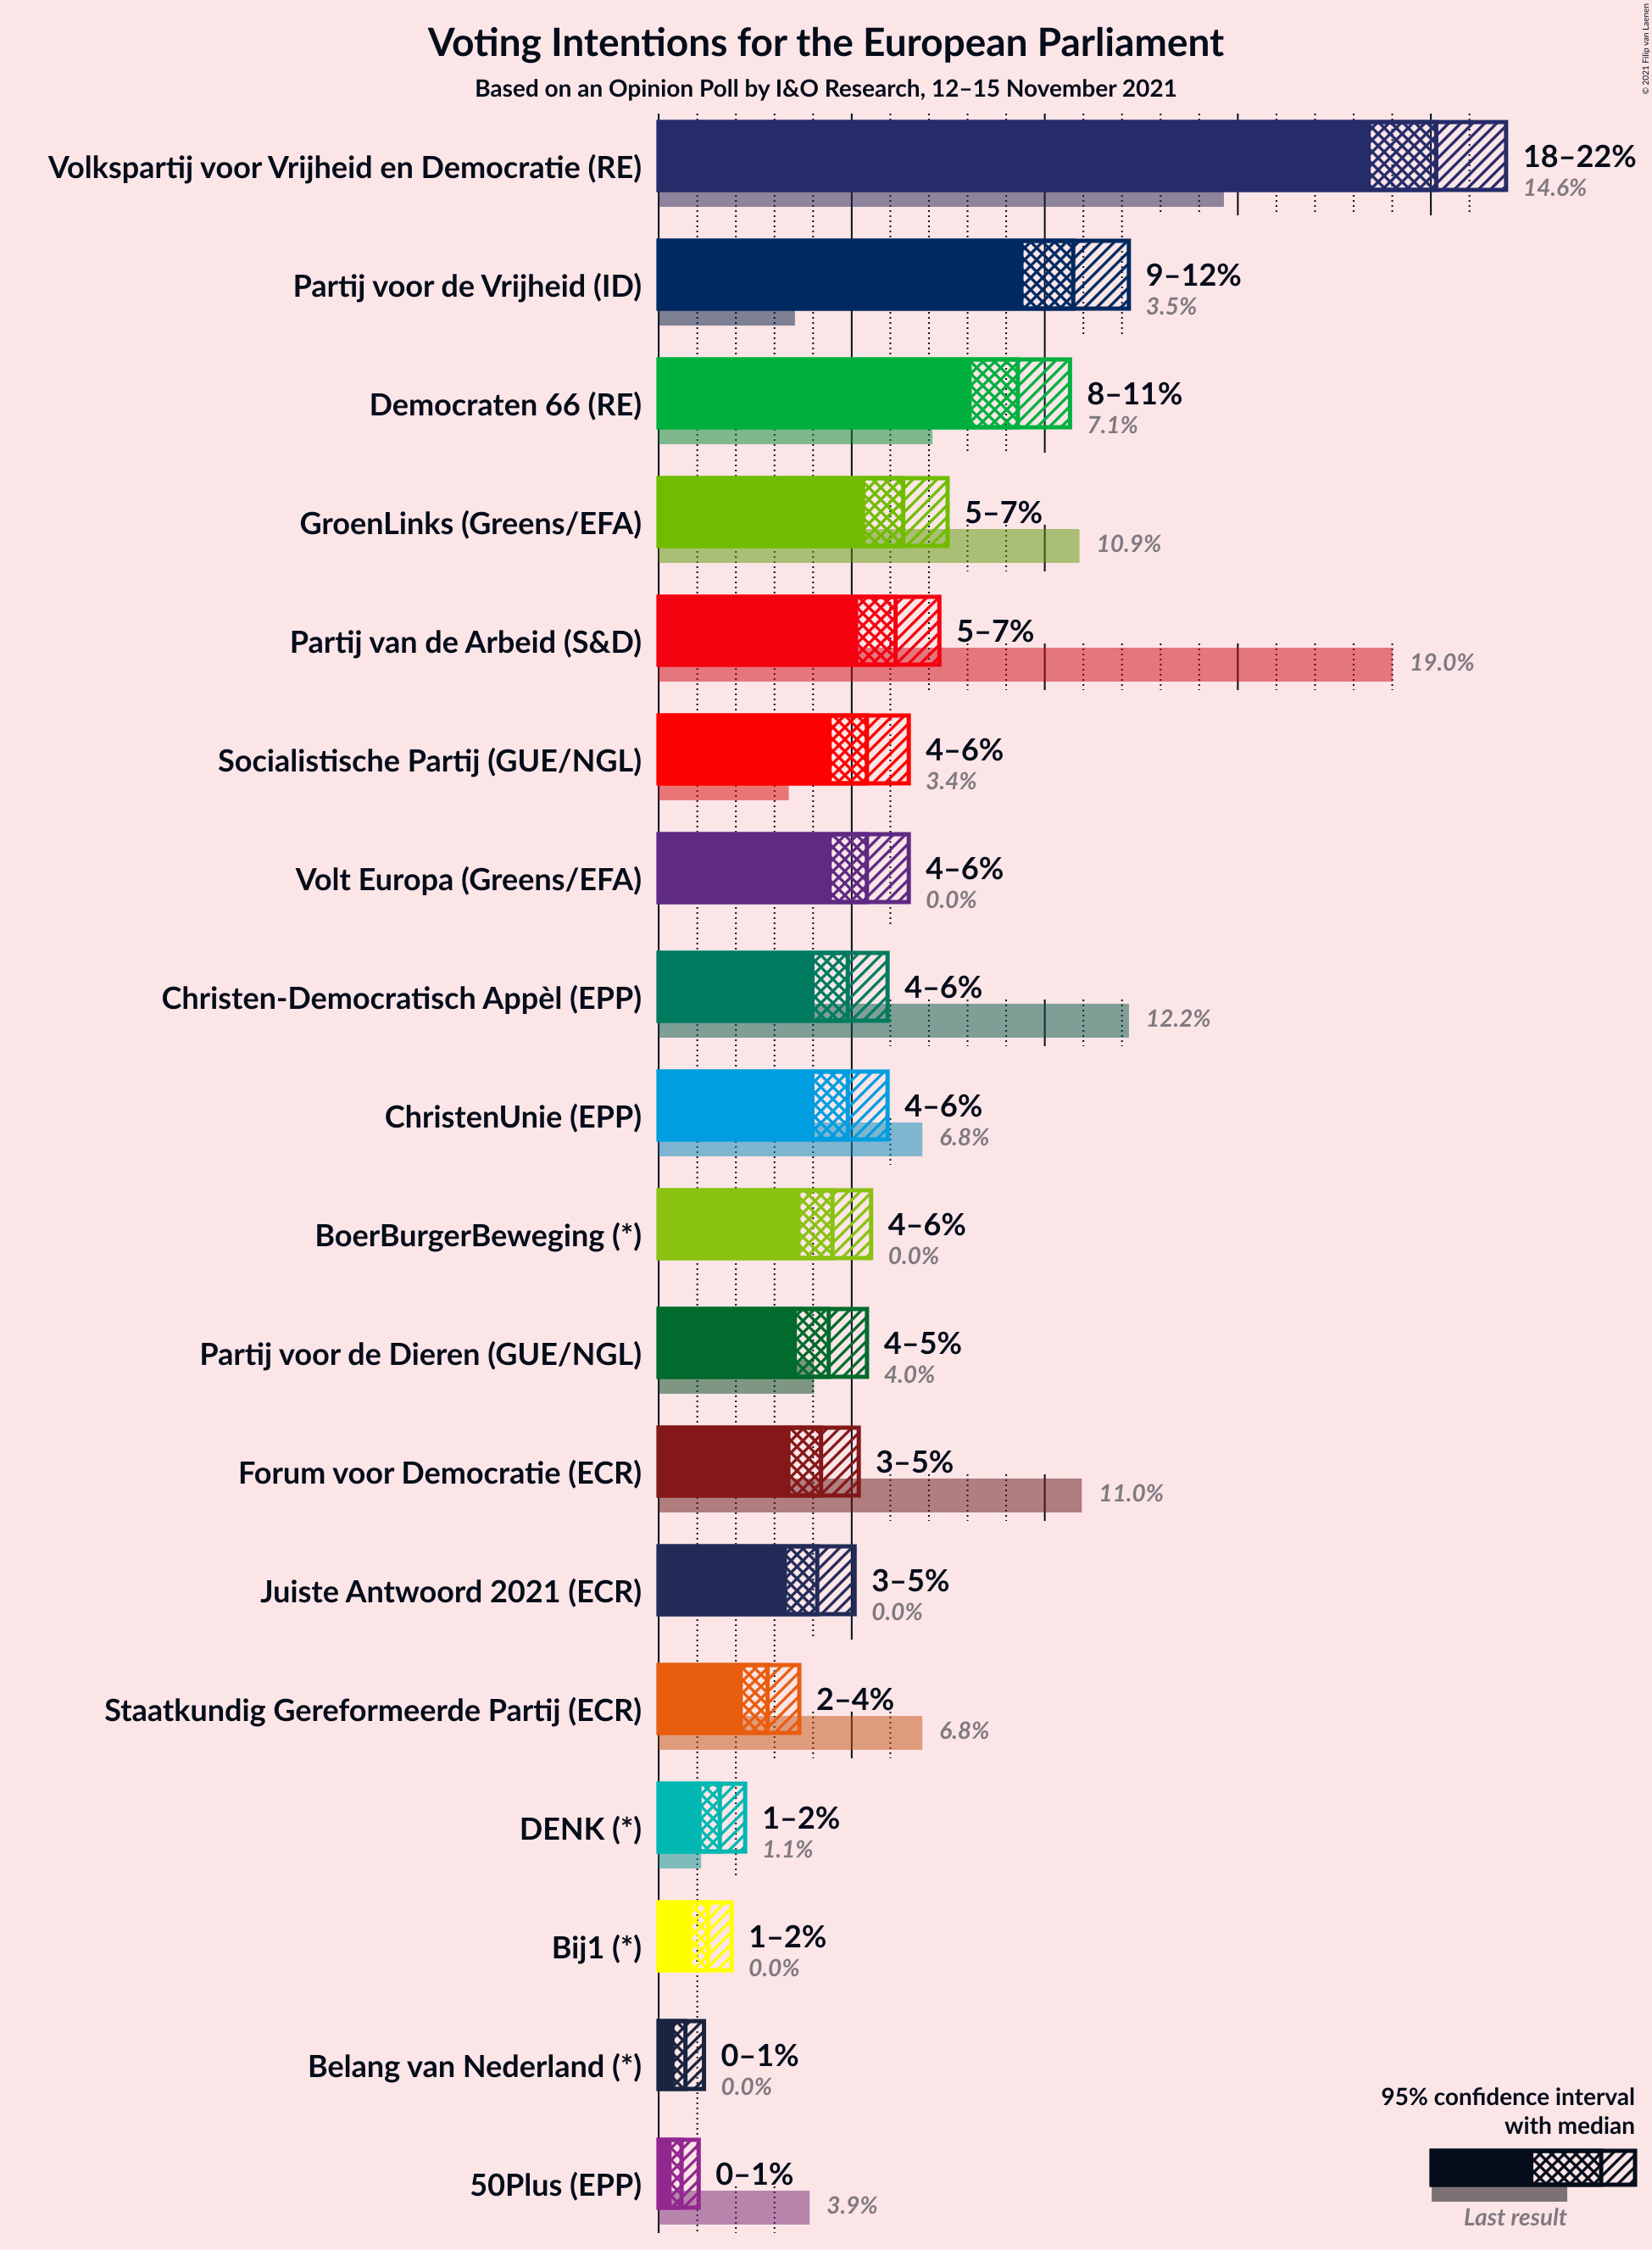 Voting Intentions for the European Parliament
Based on an Opinion Poll by I&O Research, 12–15 November 2021
© 2021 Filip van Laenen
Volkspartij voor Vrijheid en Democratie (RE)
18–22%
14.6%
Partij voor de Vrijheid (ID)
9–12%
3.5%
Democraten 66 (RE)
8–11%
7.1%
GroenLinks (Greens/EFA)
5–7%
10.9%
Partij van de Arbeid (S&D)
5–7%
19.0%
Socialistische Partij (GUE/NGL)
4–6%
3.4%
Volt Europa (Greens/EFA)
4–6%
0.0%
Christen-Democratisch Appèl (EPP)
4–6%
12.2%
ChristenUnie (EPP)
4–6%
6.8%
BoerBurgerBeweging (*)
4–6%
0.0%
Partij voor de Dieren (GUE/NGL)
4–5%
4.0%
Forum voor Democratie (ECR)
3–5%
11.0%
Juiste Antwoord 2021 (ECR)
3–5%
0.0%
Staatkundig Gereformeerde Partij (ECR)
2–4%
6.8%
DENK (*)
1–2%
1.1%
Bij1 (*)
1–2%
0.0%
Belang van Nederland (*)
0–1%
0.0%
50Plus (EPP)
0–1%
3.9%
95% confidence interval
with median
Last result